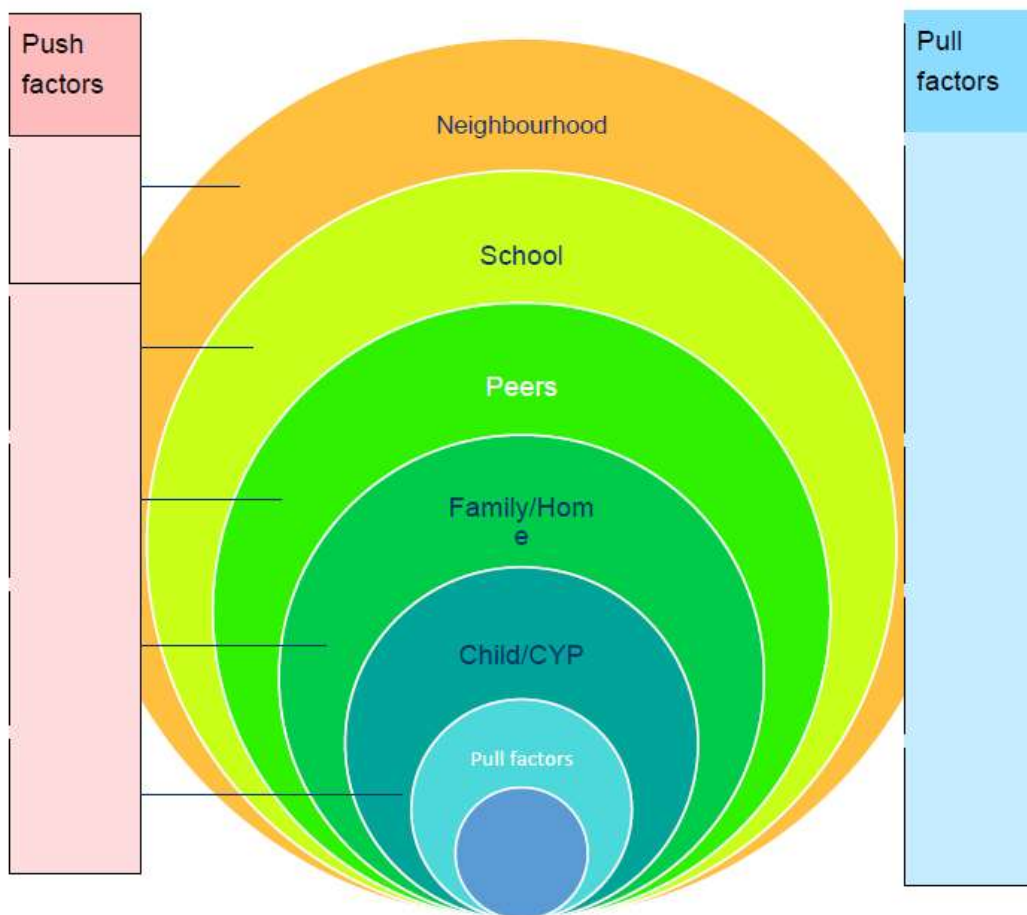 Push
factors
Pull
factors
Neighbourhood
School
Peers
Family/Hom
e
Child/CYP
Pull factors